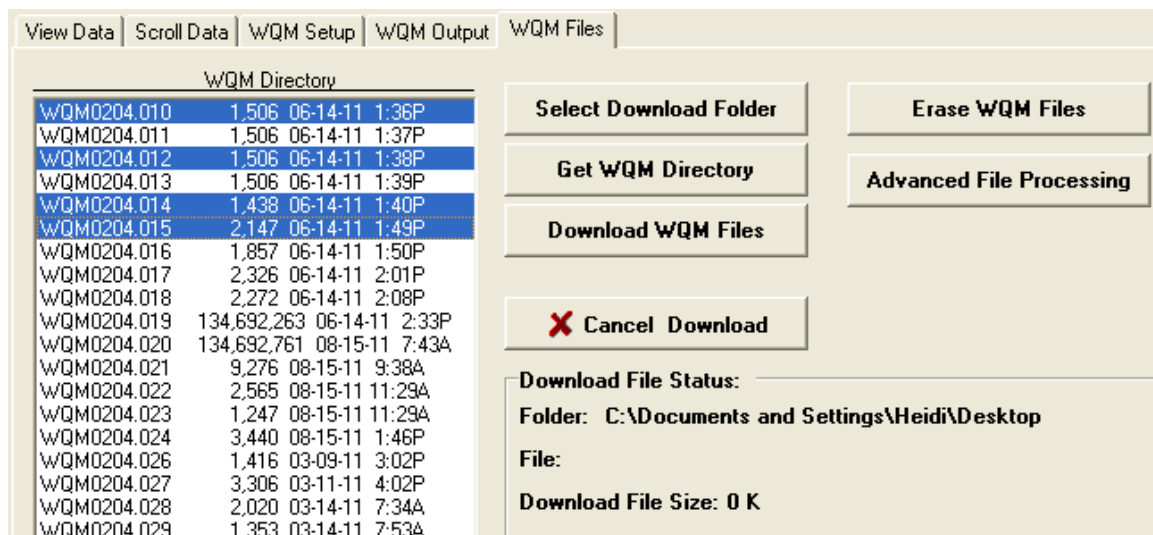 View Data Scroll Data WQM Setup WQM Output WQM Files
WQM Directory
WQM0204.010 1,506 06-14-11 1:36P
WQM0204.011 1,506 06-14-11 1:37P
WQM0204.012 1,506 06-14-11 1:38P
WQM0204.013 1,506 06-14-11 1:39P
WQM0204.014 1,438 06-14-11 1:40P
WQM0204.015 2,147 06-14-11 1:49P
WQM0204.016 1,857 06-14-11 1:50P
WQM0204.017 2,326 06-14-11 2:01P
WQM0204.018 2,272 06-14-11 2:08P
WQM0204.019 134,692,263 06-14-11 2:33P
WQM0204.020 134,692,761 08-15-11 7:43A
WQM0204.021 9,276 08-15-11 9:38A
WQM0204.022 2,565 08-15-11 11:29A
WQM0204.023 1,247 08-15-11 11:29A
WQM0204.024 3,440 08-15-11 1:46P
WQM0204.026 1,416 03-09-11 3:02P
WQM0204.027 3,306 03-11-11 4:02P
WQM0204.028 2,020 03-14-11 7:34A
WQM0204.029 1,353 03-14-11 7:53A
Select Download Folder
Get WQM Directory
Download WQM Files
Cancel Download
Erase WQM Files
Advanced File Processing
Download File Status:
Folder: C:\Documents and Settings\Heidi\Desktop
File:
Download File Size: 0 K